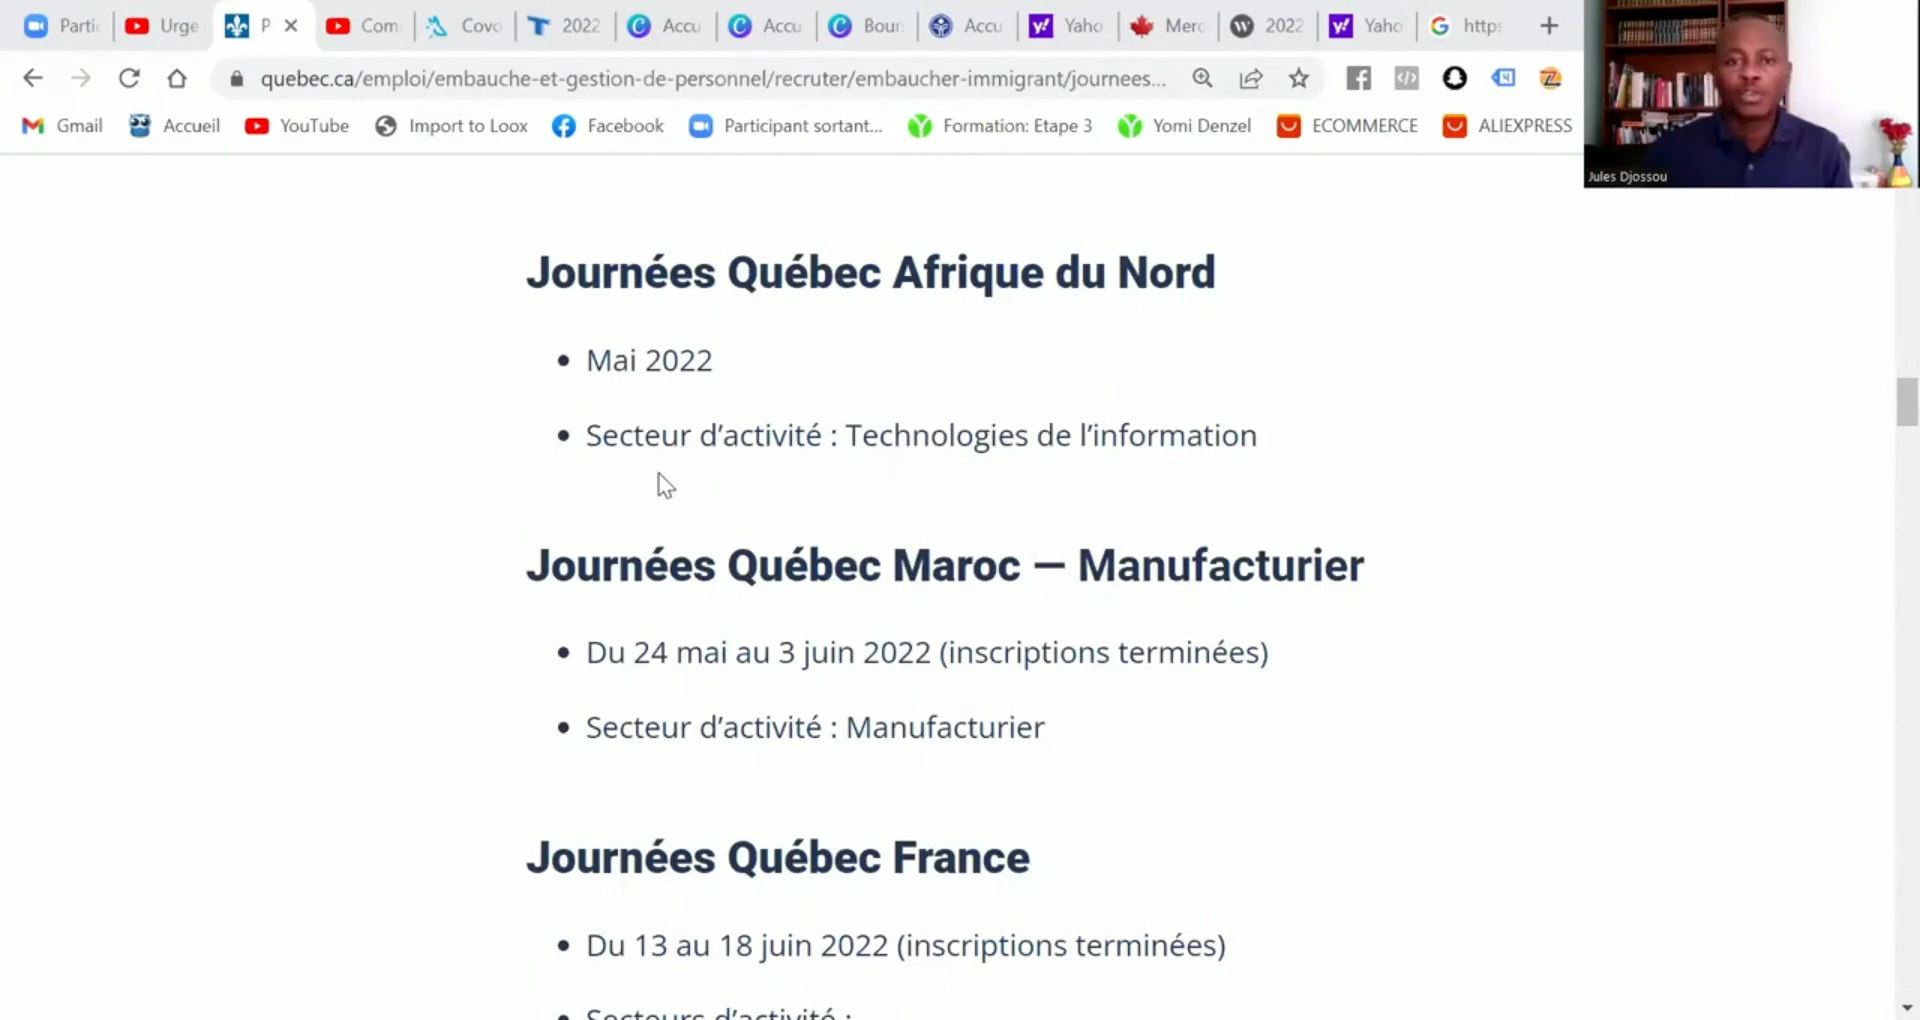 Parti
Urge
P
Com
Covo
2022
Accu
Accu
Bour
Accu
Yaho
Merc
2022
Yaho
https
quebec.ca/emploi/embauche-et-gestion-de-personnel/recruter/embaucher-immigrant/journees...
Gmail
Accueil
YouTube
Import to Loox
Facebook
Participant sortant...
Formation: Etape 3
Yomi Denzel
ECOMMERCE
ALIEXPRESS
Jules Djossou
Journées Québec Afrique du Nord
• Mai 2022
• Secteur d’activité : Technologies de l’information
Journées Québec Maroc — Manufacturier
• Du 24 mai au 3 juin 2022 (inscriptions terminées)
• Secteur d’activité : Manufacturier
Journées Québec France
• Du 13 au 18 juin 2022 (inscriptions terminées)
• Secteurs d’activité :